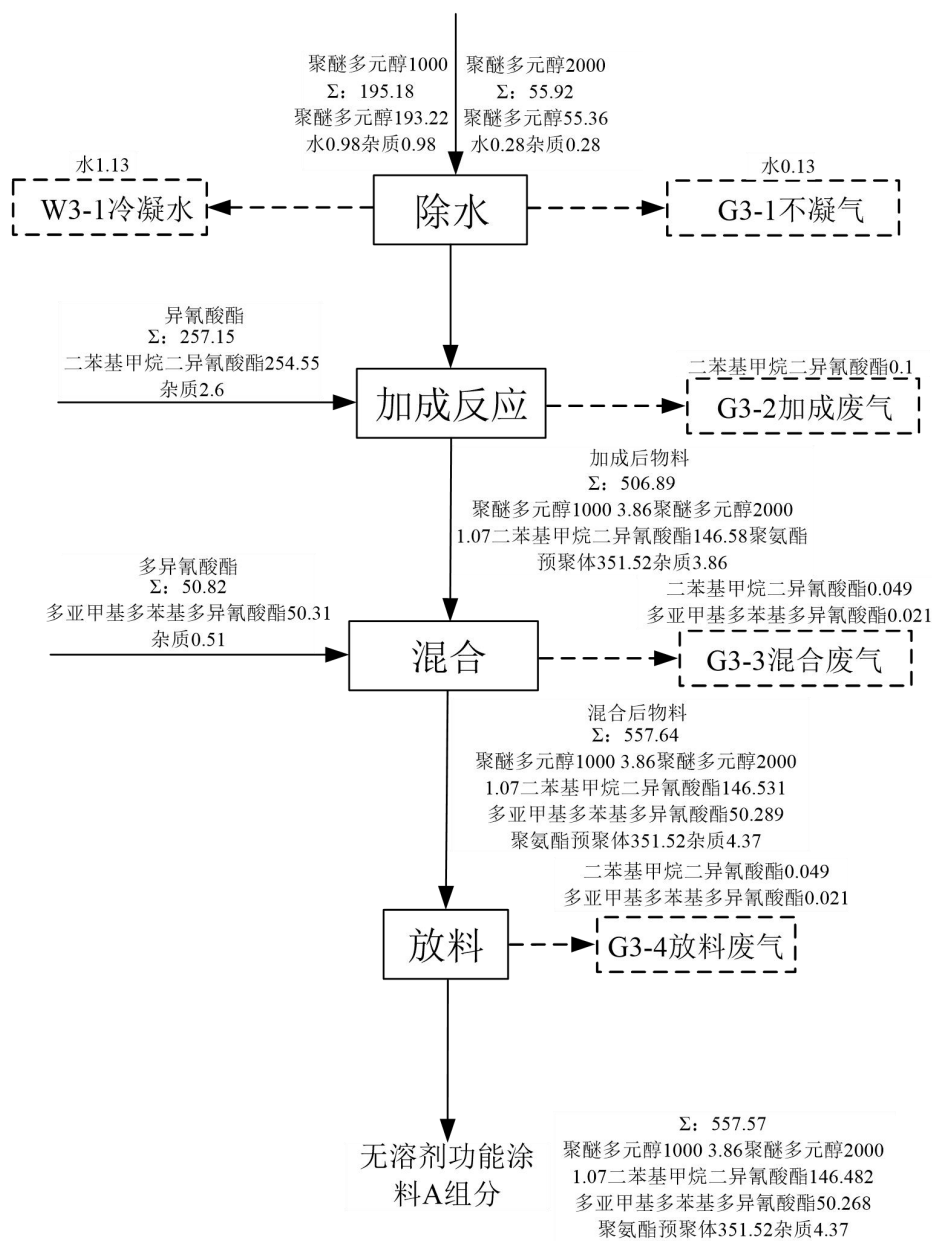 聚醚多元醇1000
Σ：195.18
聚醚多元醇193.22
水0.98杂质0.98
聚醚多元醇2000
Σ：55.92
聚醚多元醇55.36
水0.28杂质0.28
水1.13
W3-1冷凝水
除水
水0.13
G3-1不凝气
异氰酸酯
Σ：257.15
二苯基甲烷二异氰酸酯254.55
杂质2.6
加成反应
二苯基甲烷二异氰酸酯0.1
G3-2加成废气
加成后物料
Σ：506.89
聚醚多元醇1000 3.86聚醚多元醇2000
1.07二苯基甲烷二异氰酸酯146.58聚氨酯
预聚体351.52杂质3.86
多异氰酸酯
Σ：50.82
多亚甲基多苯基多异氰酸酯50.31
杂质0.51
混合
二苯基甲烷二异氰酸酯0.049
多亚甲基多苯基多异氰酸酯0.021
G3-3混合废气
混合后物料
Σ：557.64
聚醚多元醇1000 3.86聚醚多元醇2000
1.07二苯基甲烷二异氰酸酯146.531
多亚甲基多苯基多异氰酸酯50.289
聚氨酯预聚体351.52杂质4.37
二苯基甲烷二异氰酸酯0.049
多亚甲基多苯基多异氰酸酯0.021
放料
G3-4放料废气
无溶剂功能涂
料A组分
Σ：557.57
聚醚多元醇1000 3.86聚醚多元醇2000
1.07二苯基甲烷二异氰酸酯146.482
多亚甲基多苯基多异氰酸酯50.268
聚氨酯预聚体351.52杂质4.37